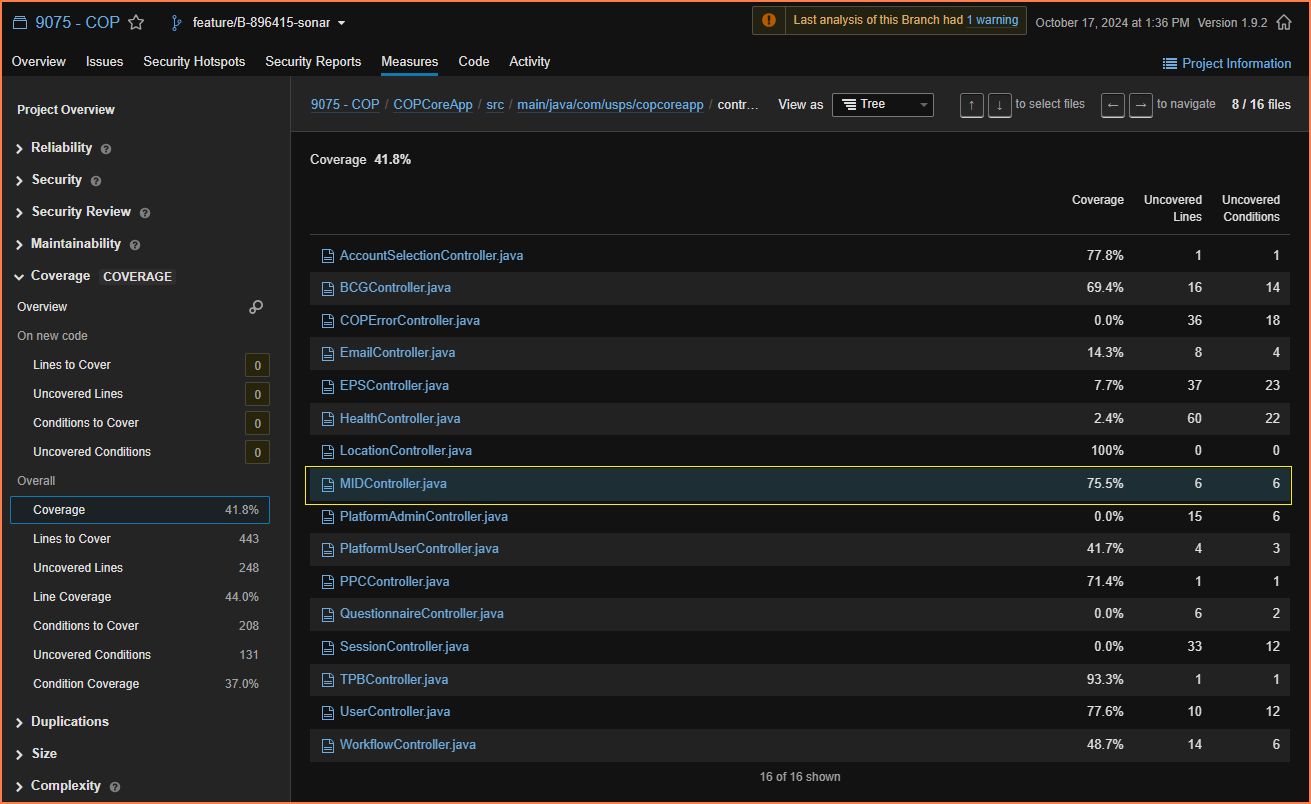 9075 - COP feature/B-896415-sonar Last analysis of this Branch had 1 warning October 17, 2024 at 1:36 PM Version 1.9.2
Overview Issues Security Hotspots Security Reports Measures Code Activity Project Information
Project Overview
Reliability
Security
Security Review
Maintainability
Coverage COVERAGE
Overview
On new code
Lines to Cover 0
Uncovered Lines 0
Conditions to Cover 0
Uncovered Conditions 0
Overall
Coverage 41.8%
Lines to Cover 443
Uncovered Lines 248
Line Coverage 44.0%
Conditions to Cover 208
Uncovered Conditions 131
Condition Coverage 37.0%
Duplications
Size
Complexity
9075 - COP / COPCoreApp / src / main/java/com/usps/copcoreapp / contr... View as Tree ↑ ↓ to select files ← → to navigate 8 / 16 files
Coverage 41.8%
Coverage Uncovered Lines Uncovered Conditions
AccountSelectionController.java 77.8% 1 1
BCGController.java 69.4% 16 14
COPErrorController.java 0.0% 36 18
EmailController.java 14.3% 8 4
EPSController.java 7.7% 37 23
HealthController.java 2.4% 60 22
LocationController.java 100% 0 0
MIDController.java 75.5% 6 6
PlatformAdminController.java 0.0% 15 6
PlatformUserController.java 41.7% 4 3
PPCController.java 71.4% 1 1
QuestionnaireController.java 0.0% 6 2
SessionController.java 0.0% 33 12
TPBController.java 93.3% 1 1
UserController.java 77.6% 10 12
WorkflowController.java 48.7% 14 6
16 of 16 shown